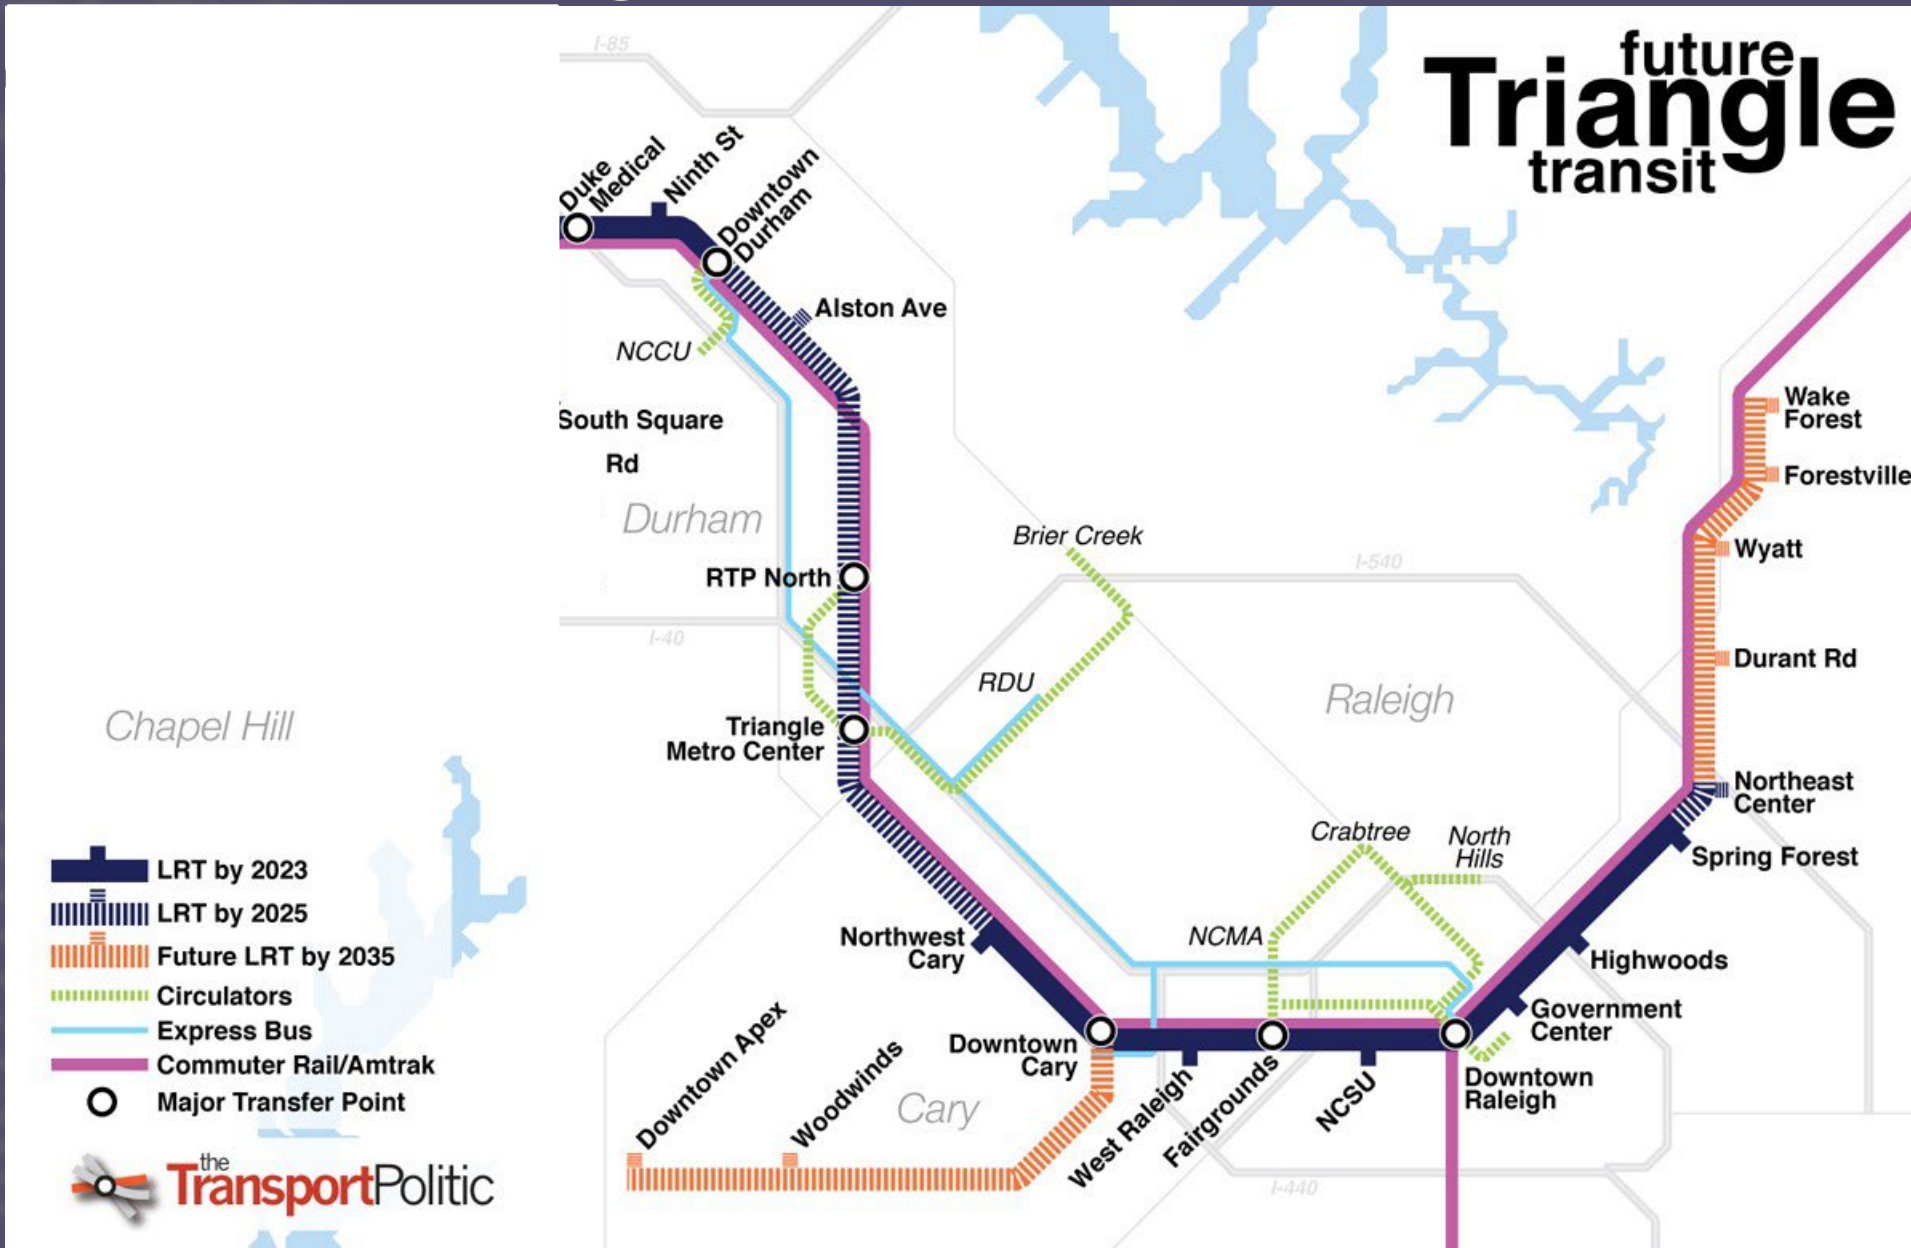 future
Triangle
transit
I-85
Duke
Medical
Ninth St
Downtown
Durham
Alston Ave
NCCU
South Square
Rd
Durham
Wake
Forest
Forestville
Wyatt
Brier Creek
I-540
RTP North
I-40
Durant Rd
RDU
Raleigh
Chapel Hill
Triangle
Metro Center
Northeast
Center
Crabtree
North
Hills
Spring Forest
LRT by 2023
LRT by 2025
Future LRT by 2035
Circulators
Express Bus
Commuter Rail/Amtrak
Major Transfer Point
Northwest
Cary
NCMA
Highwoods
Government
Center
Downtown
Cary
Downtown
Raleigh
Downtown Apex
Woodwinds
Cary
West Raleigh
Fairgrounds
NCSU
I-440
the
TransportPolitic